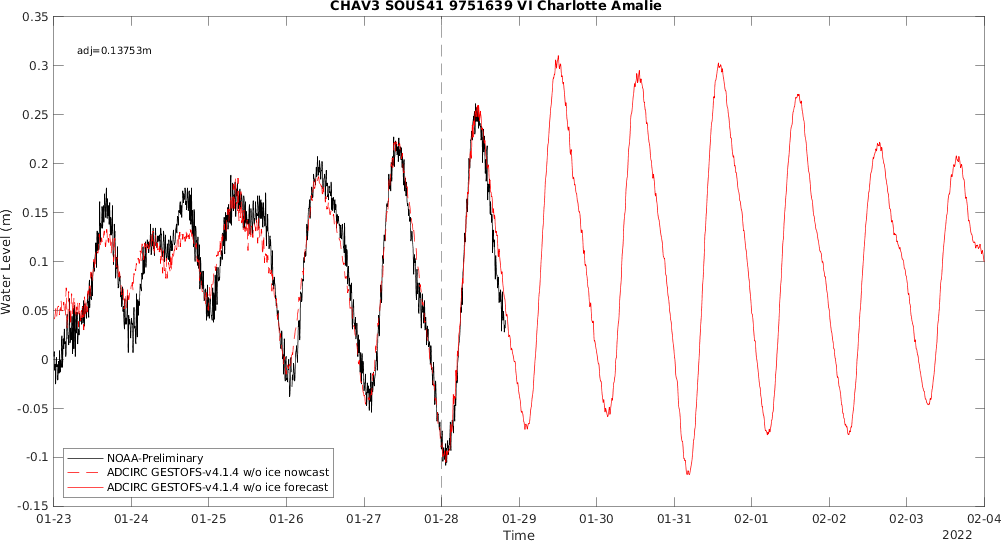 CHAV3 SOUS41 9751639 VI Charlotte Amalie
adj=0.13753m
0.35
0.3
0.25
0.2
0.15
0.1
0.05
0
-0.05
-0.1
-0.15
Water Level (m)
NOAA-Preliminary
ADCIRC GESTOFS-v4.1.4 w/o ice nowcast
ADCIRC GESTOFS-v4.1.4 w/o ice forecast
01-23 01-24 01-25 01-26 01-27 01-28 01-29 01-30 01-31 02-01 02-02 02-03 02-04
Time
2022